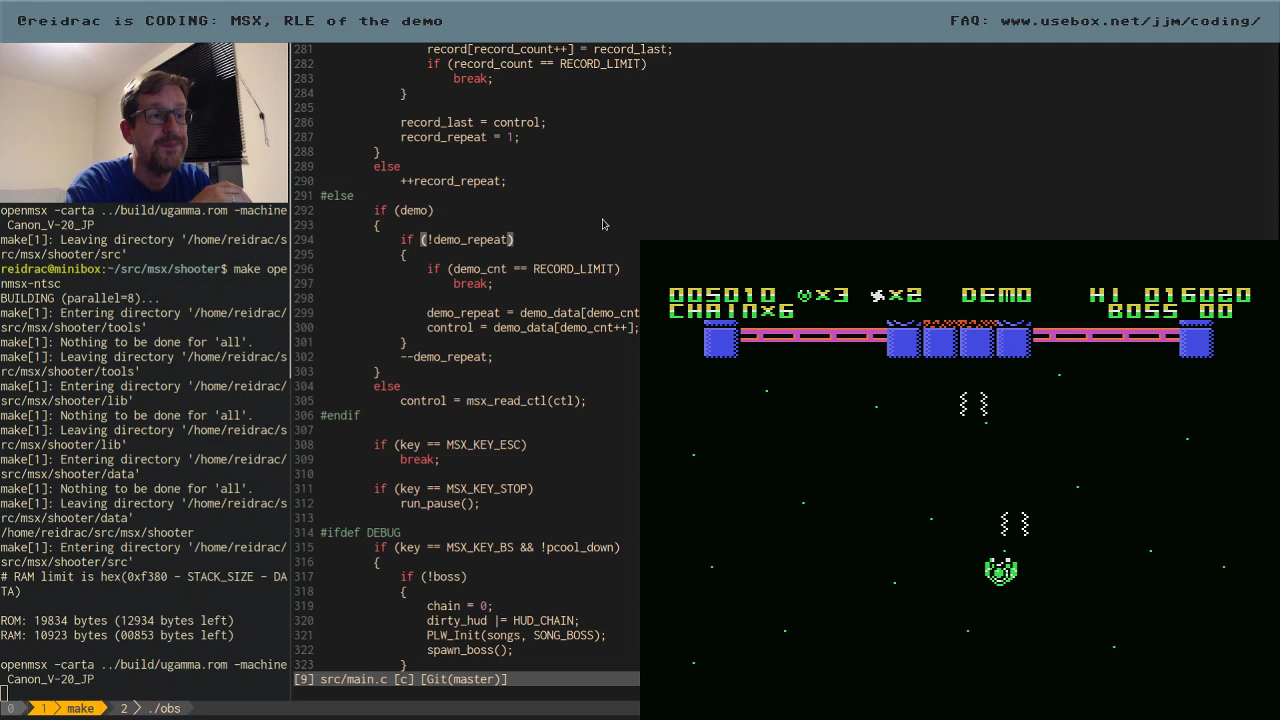 @reidrac is CODING: MSX, RLE of the demo
FAQ: www.usebox.net/jjm/coding/
openmsx -carta ../build/ugamma.rom -machine
 Canon_V-20_JP
make[1]: Leaving directory '/home/reidrac/src/msx/shooter/src'
reidrac@minibox:~/src/msx/shooter$ make ope
nmsx-ntsc
BUILDING (parallel=8)...
make[1]: Entering directory '/home/reidrac/s
rc/msx/shooter/tools'
make[1]: Nothing to be done for 'all'.
make[1]: Leaving directory '/home/reidrac/s
rc/msx/shooter/tools'
make[1]: Entering directory '/home/reidrac/s
rc/msx/shooter/lib'
make[1]: Nothing to be done for 'all'.
make[1]: Leaving directory '/home/reidrac/s
rc/msx/shooter/lib'
make[1]: Entering directory '/home/reidrac/s
rc/msx/shooter/data'
make[1]: Nothing to be done for 'all'.
make[1]: Leaving directory '/home/reidrac/s
rc/msx/shooter/data'
/home/reidrac/src/msx/shooter
make[1]: Entering directory '/home/reidrac/s
rc/msx/shooter/src'
# RAM limit is hex(0xf380 - STACK_SIZE - DA
TA)
ROM: 19834 bytes (12934 bytes left)
RAM: 10923 bytes (00853 bytes left)
openmsx -carta ../build/ugamma.rom -machine
 Canon_V-20_JP
281 record[record_count++] = record_last;
282 if (record_count == RECORD_LIMIT)
283 break;
284 }
285
286 record_last = control;
287 record_repeat = 1;
288 }
289 else
290 ++record_repeat;
291 #else
292 if (demo)
293 {
294 if (!demo_repeat)
295 {
296 if (demo_cnt == RECORD_LIMIT)
297 break;
298
299 demo_repeat = demo_data[demo_cnt
300 control = demo_data[demo_cnt++];
301 }
302 --demo_repeat;
303 }
304 else
305 control = msx_read_ctl(ctl);
306 #endif
307
308 if (key == MSX_KEY_ESC)
309 break;
310
311 if (key == MSX_KEY_STOP)
312 run_pause();
313
314 #ifdef DEBUG
315 if (key == MSX_KEY_BS && !pcool_down)
316 {
317 if (!boss)
318 {
319 chain = 0;
320 dirty_hud |= HUD_CHAIN;
321 PLW_Init(songs, SONG_BOSS);
322 spawn_boss();
323 }
[9] src/main.c [c] [Git(master)]
005010 ×3 ×2 DEMO HI 016020
CHAIN×6 BOSS 00
0 1 make 2 ./obs